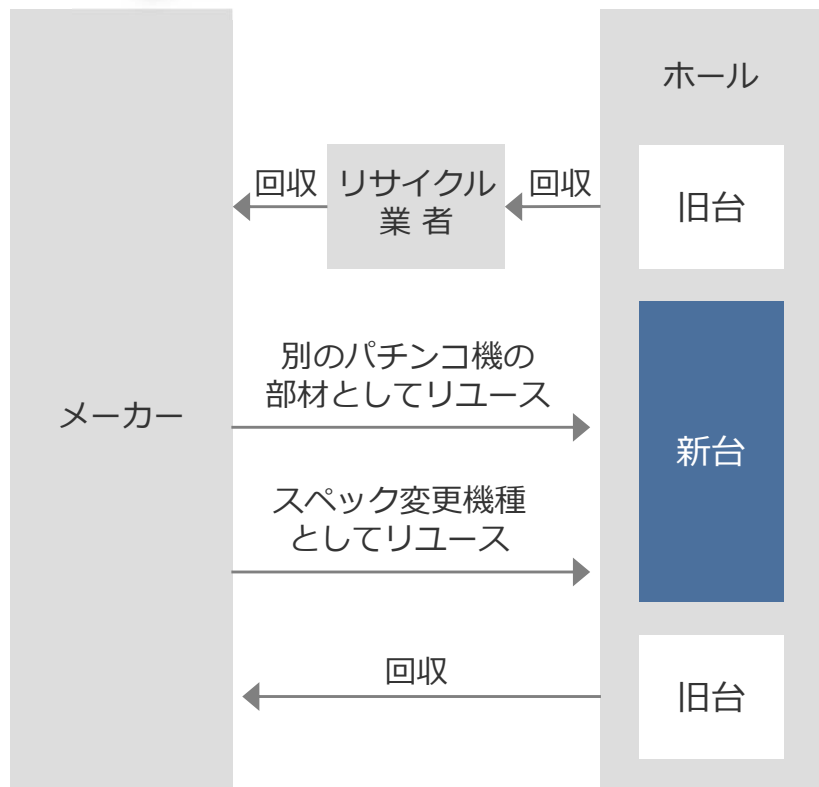 ホール
回収
リサイクル
業 者
回収
旧台
別のパチンコ機の
部材としてリユース
メーカー
新台
スペック変更機種
としてリユース
回収
旧台